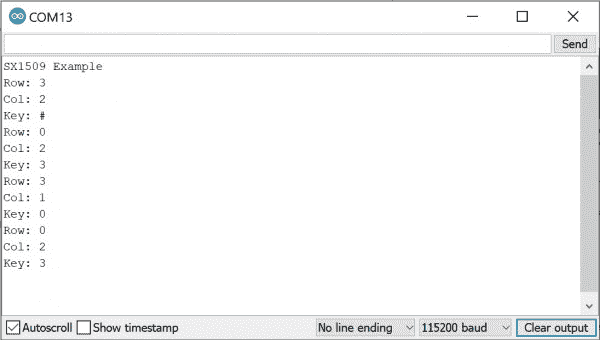 COM13
Send
SX1509 Example
Row: 3
Col: 2
Key: #
Row: 0
Col: 2
Key: 3
Row: 3
Col: 1
Key: 0
Row: 0
Col: 2
Key: 3
Autoscroll Show timestamp No line ending 115200 baud Clear output